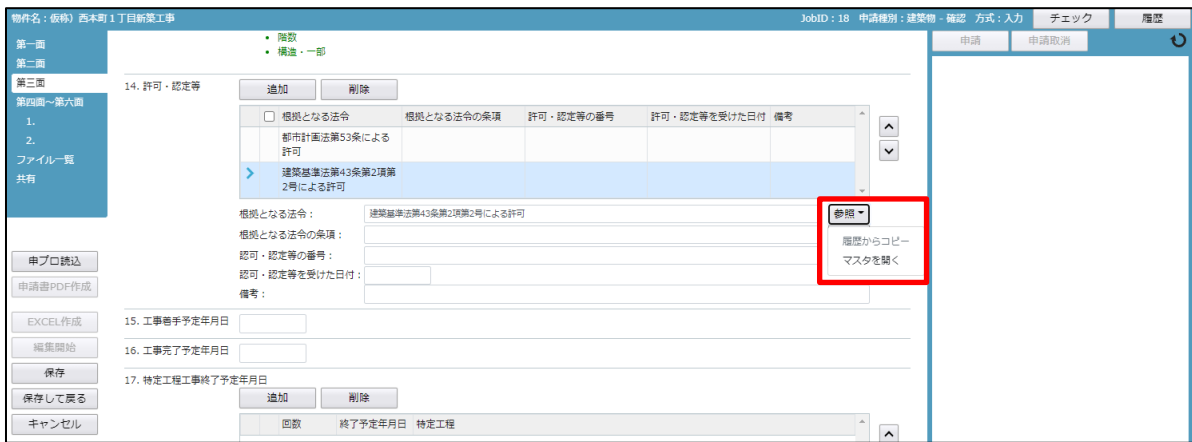 物件名：仮称）西本町１丁目新築工事
JobID：18　申請種別：建築物 - 確認　方式：入力
チェック
履歴
第一面
第二面
第三面
第四面～第六面
1.
2.
ファイル一覧
共有
申プロ読込
申請書PDF作成
EXCEL作成
編集開始
保存
保存して戻る
キャンセル
• 階数
• 構造・一部
14. 許可・認定等
追加
削除
根拠となる法令　根拠となる法令の条項　許可・認定等の番号　許可・認定等を受けた日付　備考
都市計画法第53条による
許可
建築基準法第43条第2項第
2号による許可
根拠となる法令：　建築基準法第43条第2項第2号による許可
参照
履歴からコピー
マスタを開く
根拠となる法令の条項：
認可・認定等の番号：
認可・認定等を受けた日付：
備考：
15. 工事着手予定年月日
16. 工事完了予定年月日
17. 特定工程工事終了予定年月日
追加
削除
回数　終了予定年月日　特定工程
申請
申請取消